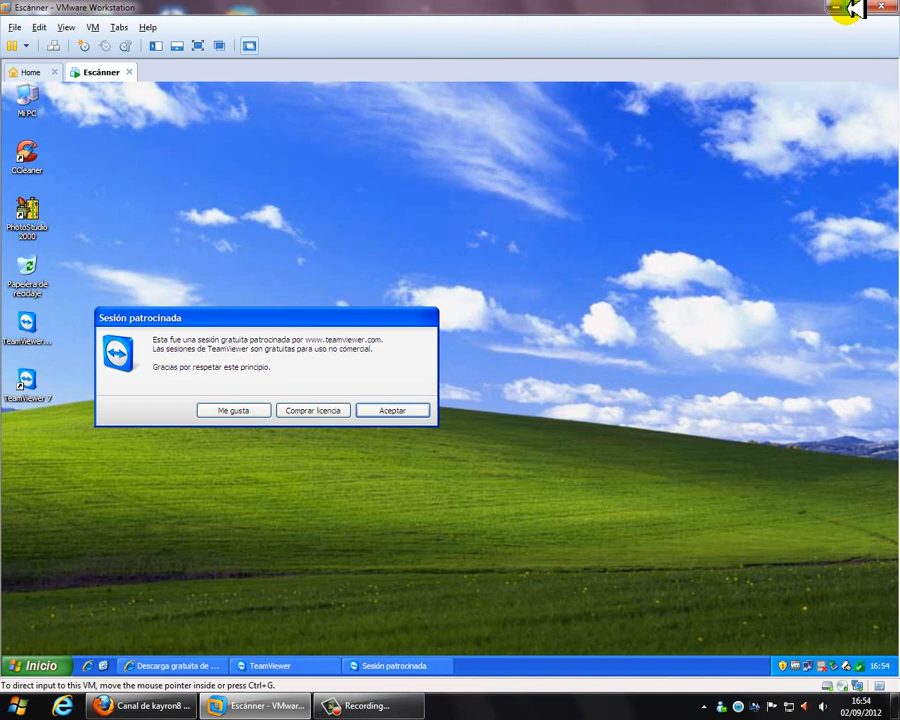 Escánner - VMware Workstation
File Edit View VM Tabs Help
Home Escánner
Mi PC
CCleaner
PhotoStudio
2000
Papelera de
reciclaje
TeamViewer...
TeamViewer 7
Sesión patrocinada
Esta fue una sesión gratuita patrocinada por www.teamviewer.com.
Las sesiones de TeamViewer son gratuitas para uso no comercial.
Gracias por respetar este principio.
Me gusta Comprar licencia Aceptar
Inicio Descarga gratuita de ... TeamViewer Sesión patrocinada 16:54
To direct input to this VM, move the mouse pointer inside or press Ctrl+G.
Canal de kayron8 ... Escánner - VMwar... Recording... 16:54
02/09/2012